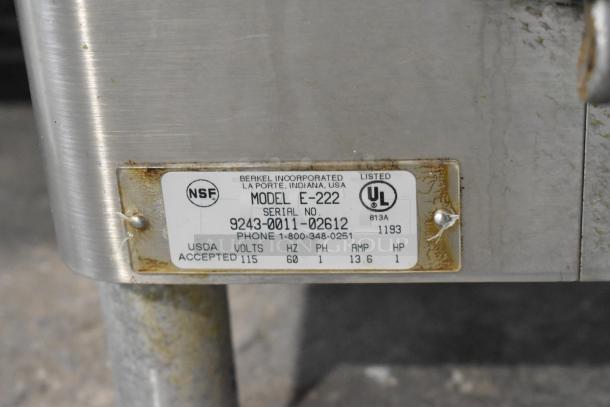 NSF.
BERKEL INCORPORATED
LA PORTE, INDIANA, USA
LISTED
UL
813A
MODEL E-222
SERIAL NO.
9243-0011-02612
1193
PHONE 1-800-348-0251
USDA VOLTS HZ PH AMP HP
ACCEPTED 115 60 1 13.6 1